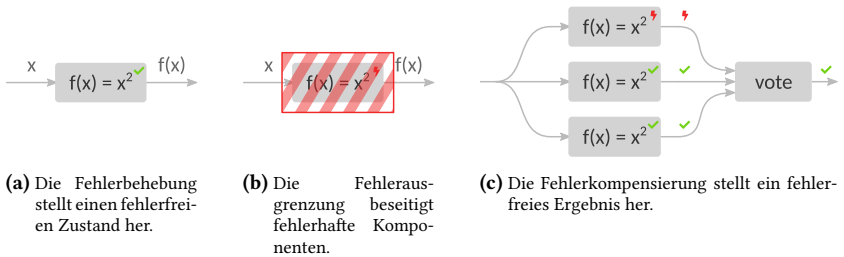 x
f(x) = x²
f(x)
x
f(x) = x²
f(x)
f(x) = x²
f(x) = x²
f(x) = x²
vote
(a) Die Fehlerbehebung
stellt einen fehlerfrei-
en Zustand her.
(b) Die Fehleraus-
grenzung beseitigt
fehlerhafte Kompo-
nenten.
(c) Die Fehlerkompensierung stellt ein fehler-
freies Ergebnis her.